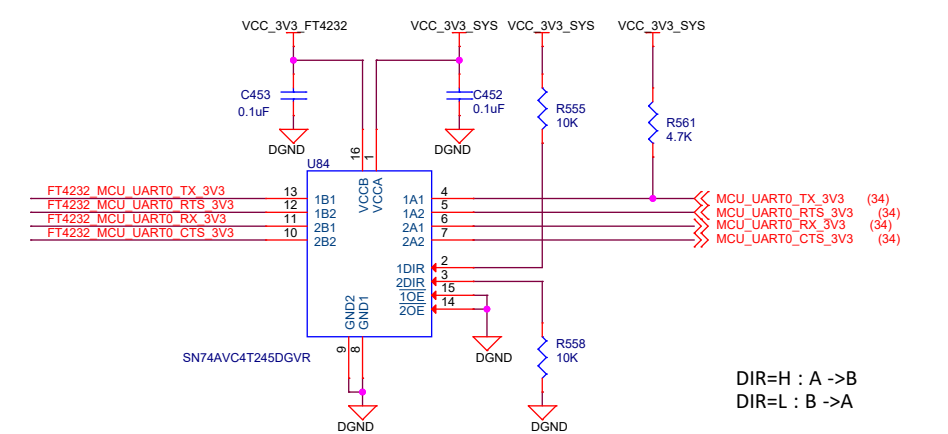 VCC_3V3_FT4232
VCC_3V3_SYS
VCC_3V3_SYS
VCC_3V3_SYS
C453
0.1uF
C452
0.1uF
R555
10K
R561
4.7K
DGND
DGND
U84
16
1
VCCB
VCCA
FT4232_MCU_UART0_TX_3V3
13
1B1
1A1
4
MCU_UART0_TX_3V3
(34)
FT4232_MCU_UART0_RTS_3V3
12
1B2
1A2
5
MCU_UART0_RTS_3V3
(34)
FT4232_MCU_UART0_RX_3V3
11
2B1
2A1
6
MCU_UART0_RX_3V3
(34)
FT4232_MCU_UART0_CTS_3V3
10
2B2
2A2
7
MCU_UART0_CTS_3V3
(34)
1DIR
2
2DIR
3
1OE
15
2OE
14
GND2
GND1
9
8
SN74AVC4T245DGVR
DGND
R558
10K
DGND
DGND
DIR=H : A ->B
DIR=L : B ->A